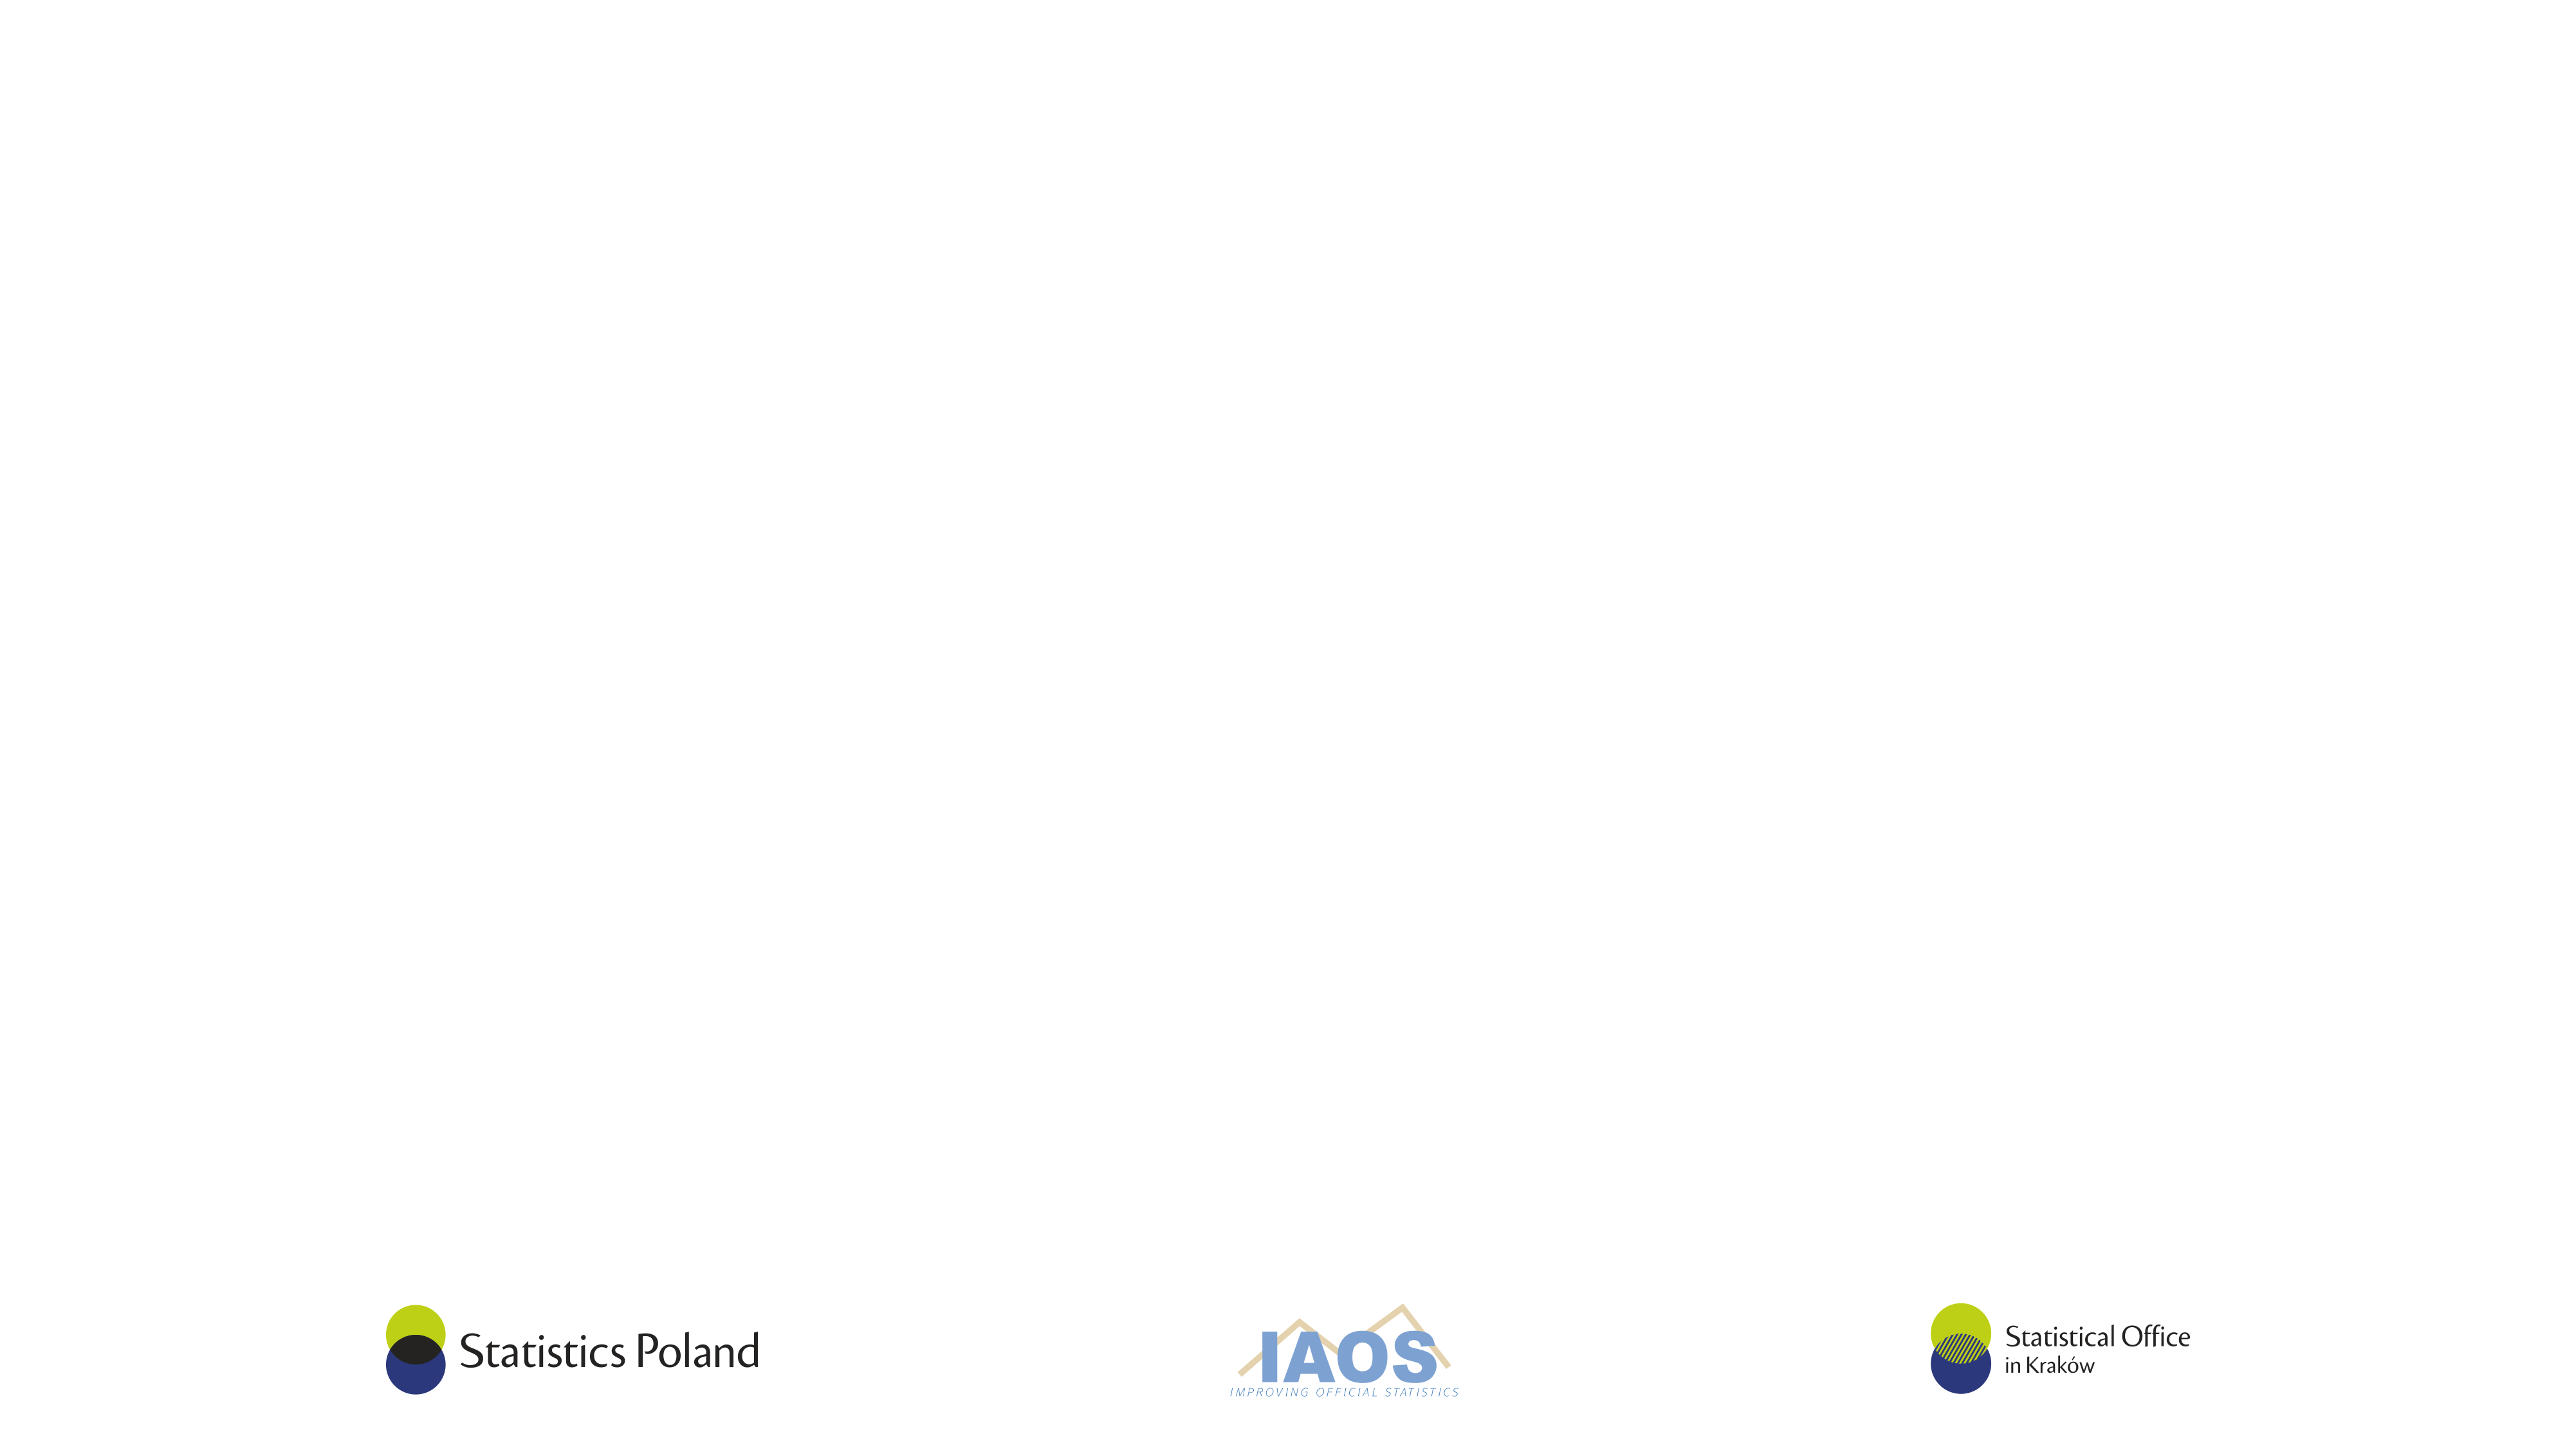 Statistics Poland
IAOS
IMPROVING OFFICIAL STATISTICS
Statistical Office
in Kraków